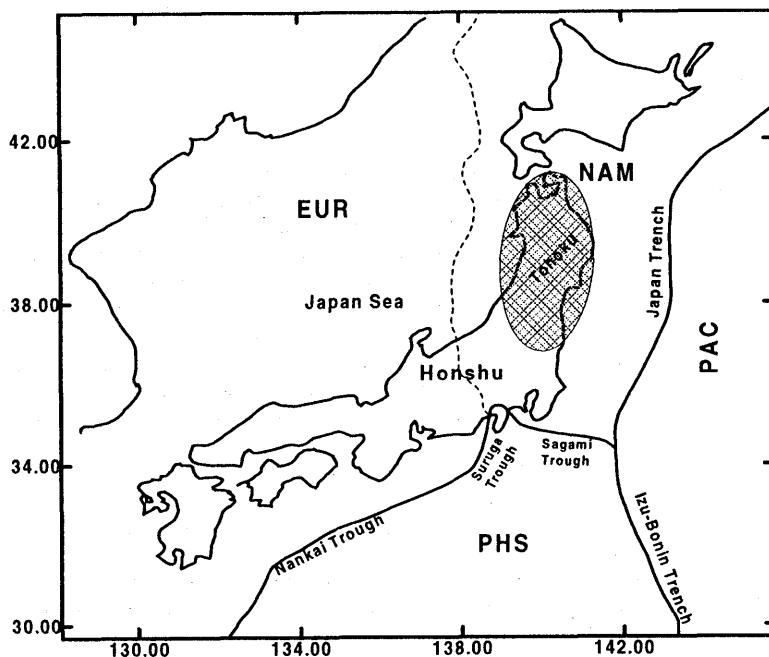 42.00
38.00
34.00
30.00
130.00
134.00
138.00
142.00
EUR
NAM
Tohoku
Japan Sea
Japan Trench
PAC
Honshu
Suruga
Trough
Sagami
Trough
Nankai Trough
PHS
Izu-Bonin Trench